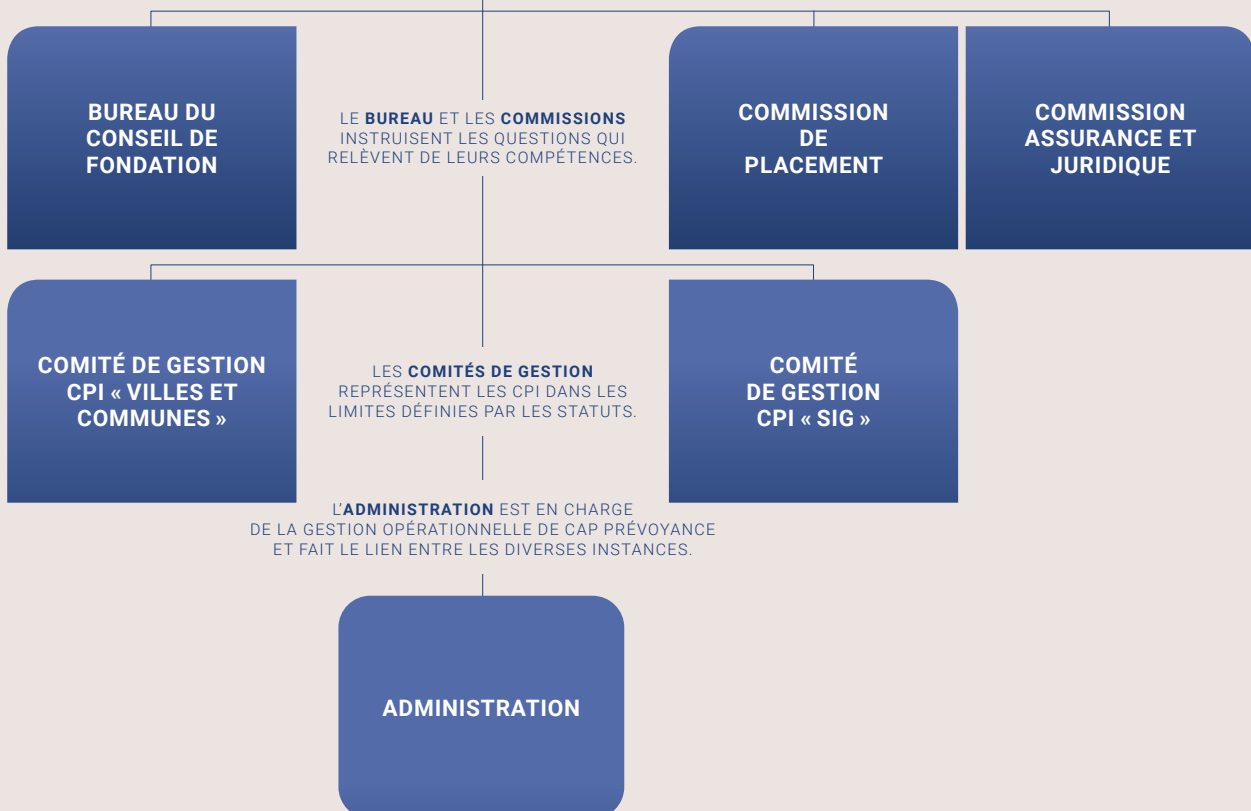 BUREAU DU
CONSEIL DE
FONDATION
LE BUREAU ET LES COMMISSIONS
INSTRUISENT LES QUESTIONS QUI
RELÈVENT DE LEURS COMPÉTENCES.
COMMISSION
DE
PLACEMENT
COMMISSION
ASSURANCE ET
JURIDIQUE
COMITÉ DE GESTION
CPI « VILLES ET
COMMUNES »
LES COMITÉS DE GESTION
REPRÉSENTENT LES CPI DANS LES
LIMITES DÉFINIES PAR LES STATUTS.
COMITÉ
DE GESTION
CPI « SIG »
L'ADMINISTRATION EST EN CHARGE
DE LA GESTION OPÉRATIONNELLE DE CAP PRÉVOYANCE
ET FAIT LE LIEN ENTRE LES DIVERSES INSTANCES.
ADMINISTRATION